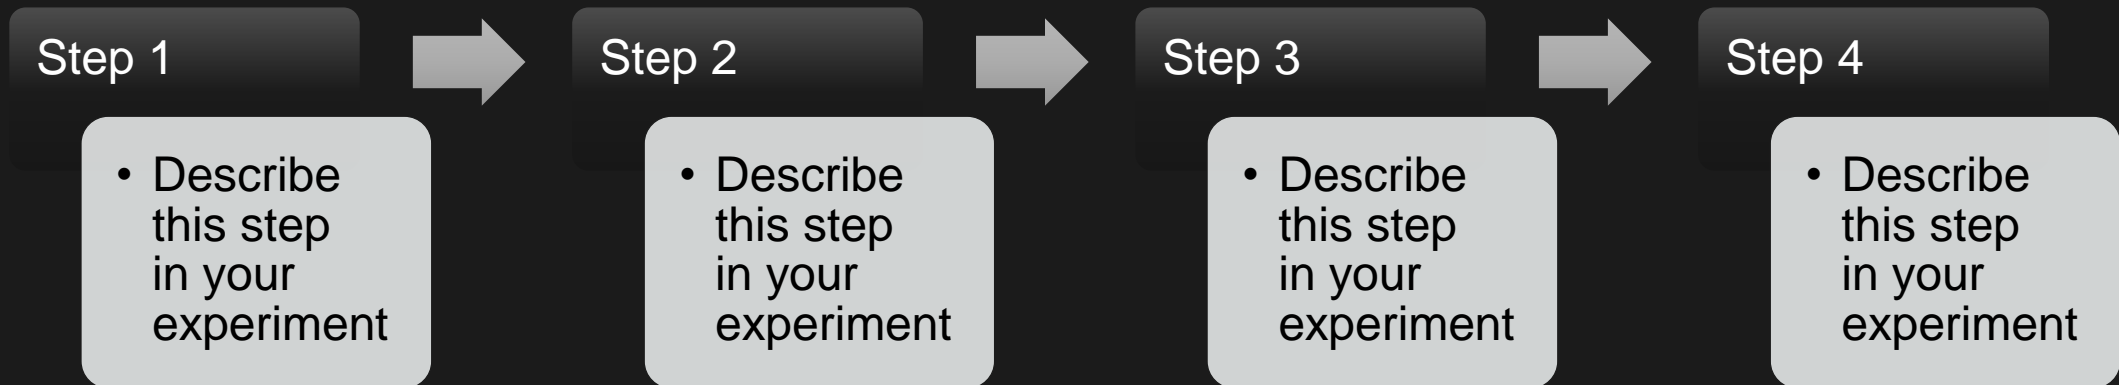 Step 1
• Describe
this step
in your
experiment
Step 2
• Describe
this step
in your
experiment
Step 3
• Describe
this step
in your
experiment
Step 4
• Describe
this step
in your
experiment